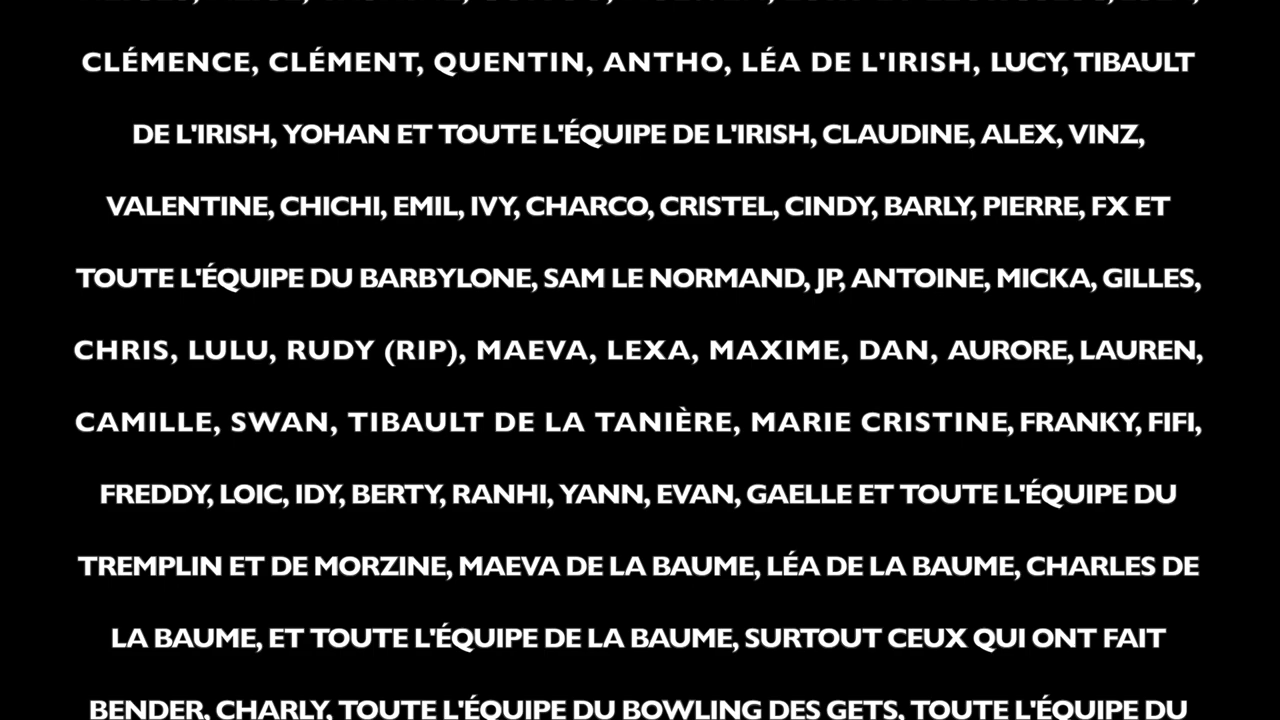 CLÉMENCE, CLÉMENT, QUENTIN, ANTHO, LÉA DE L'IRISH, LUCY, TIBAULT
DE L'IRISH, YOHAN ET TOUTE L'ÉQUIPE DE L'IRISH, CLAUDINE, ALEX, VINZ,
VALENTINE, CHICHI, EMIL, IVY, CHARCO, CRISTEL, CINDY, BARLY, PIERRE, FX ET
TOUTE L'ÉQUIPE DU BARBYLONE, SAM LE NORMAND, JP, ANTOINE, MICKA, GILLES,
CHRIS, LULU, RUDY (RIP), MAEVA, LEXA, MAXIME, DAN, AURORE, LAUREN,
CAMILLE, SWAN, TIBAULT DE LA TANIÈRE, MARIE CRISTINE, FRANKY, FIFI,
FREDDY, LOIC, IDY, BERTY, RANHI, YANN, EVAN, GAELLE ET TOUTE L'ÉQUIPE DU
TREMPLIN ET DE MORZINE, MAEVA DE LA BAUME, LÉA DE LA BAUME, CHARLES DE
LA BAUME, ET TOUTE L'ÉQUIPE DE LA BAUME, SURTOUT CEUX QUI ONT FAIT
BENDER, CHARLY, TOUTE L'ÉQUIPE DU BOWLING DES GETS, TOUTE L'ÉQUIPE DU